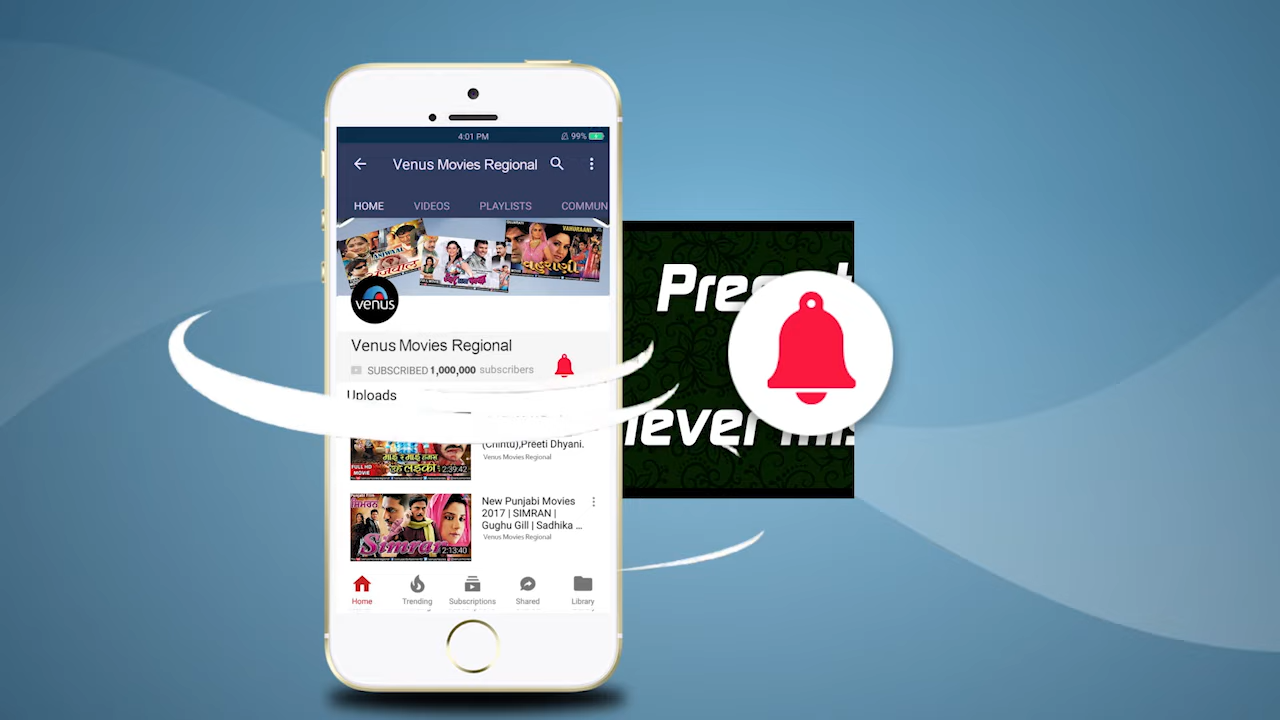 4:01 PM
99%
Venus Movies Regional
HOME VIDEOS PLAYLISTS COMMUN
venus
Venus Movies Regional
SUBSCRIBED 1,000,000 subscribers
Uploads
(Chintu),Preeti Dhyani.
Venus Movies Regional
FULL HD
MOVIE
2:39:42
New Punjabi Movies
2017 | SIMRAN |
Gughu Gill | Sadhika ...
Venus Movies Regional
Simran
2:13:40
Home Trending Subscriptions Shared Library
never